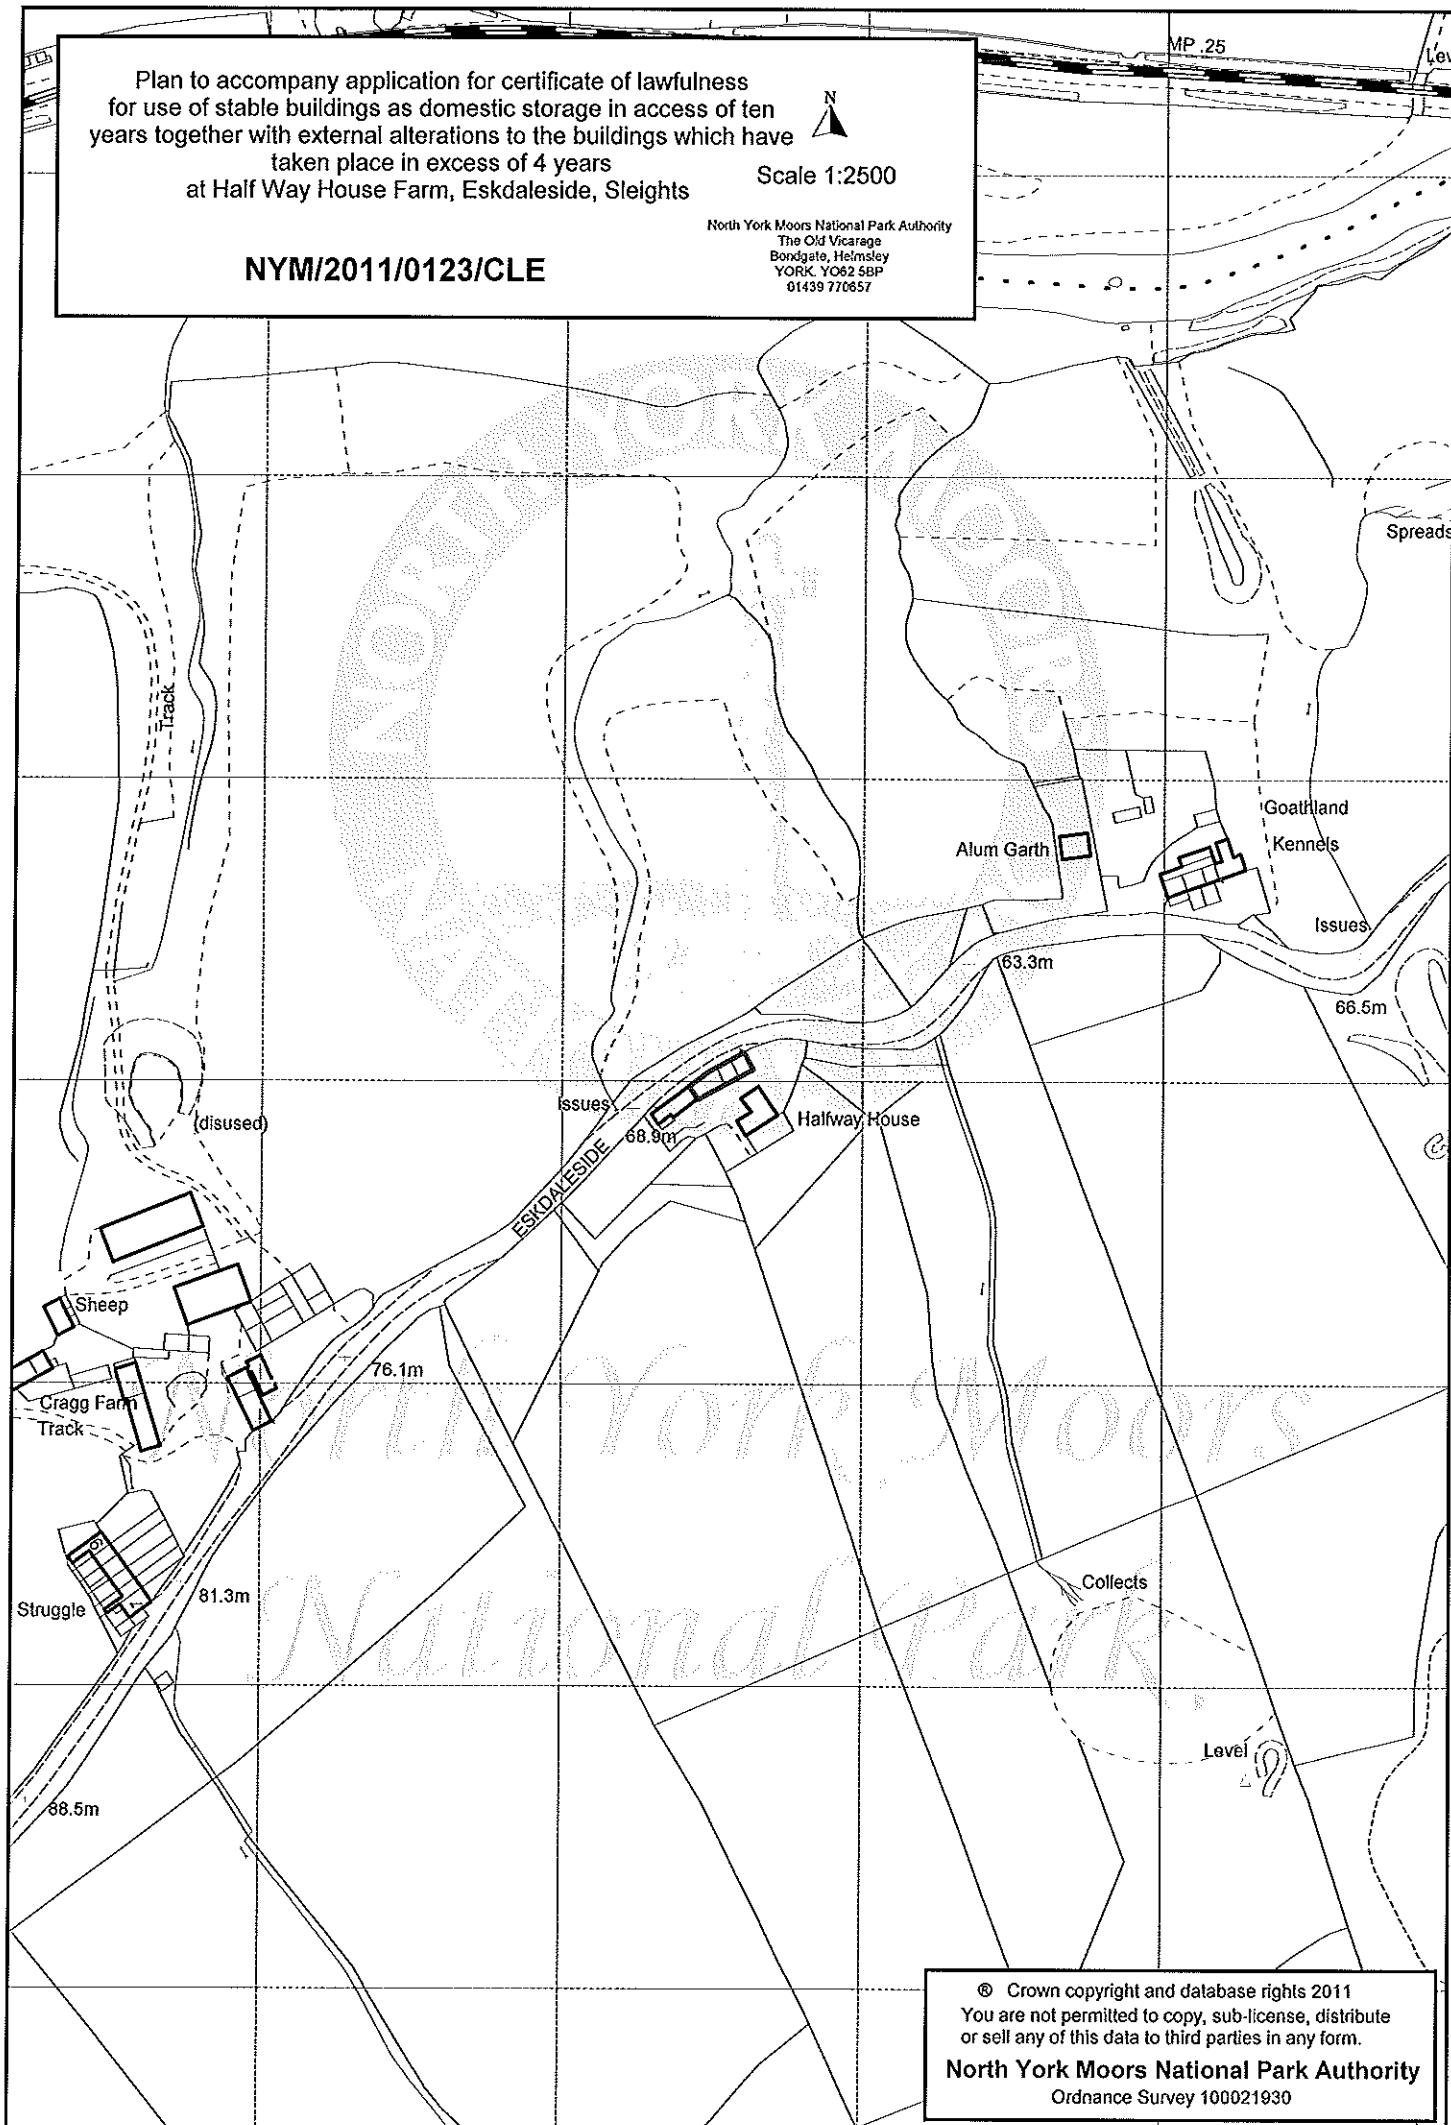 MP .25
Plan to accompany application for certificate of lawfulness
for use of stable buildings as domestic storage in access of ten
years together with external alterations to the buildings which have
taken place in excess of 4 years
at Half Way House Farm, Eskdaleside, Sleights
N
Scale 1:2500
North York Moors National Park Authority
The Old Vicarage
Bondgate, Helmsley
YORK. YO62 5BP
01439 770657
NYM/2011/0123/CLE
Spreads
Track
Goathland
Kennels
Alum Garth
Issues
63.3m
66.5m
Issues
Halfway House
68.9m
(disused)
ESKDALESIDE
Sheep
76.1m
Cragg Farm
Track
North York Moors
6
Collects
81.3m
Struggle
1
National Park
Level
88.5m
® Crown copyright and database rights 2011
You are not permitted to copy, sub-license, distribute
or sell any of this data to third parties in any form.
North York Moors National Park Authority
Ordnance Survey 100021930